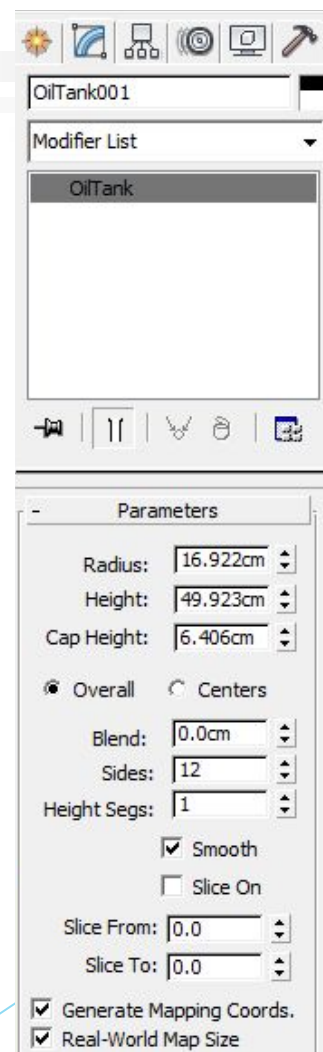 OilTank001
Modifier List
OilTank
- Parameters
Radius: 16.922cm
Height: 49.923cm
Cap Height: 6.406cm
Overall Centers
Blend: 0.0cm
Sides: 12
Height Segs: 1
Smooth
Slice On
Slice From: 0.0
Slice To: 0.0
Generate Mapping Coords.
Real-World Map Size